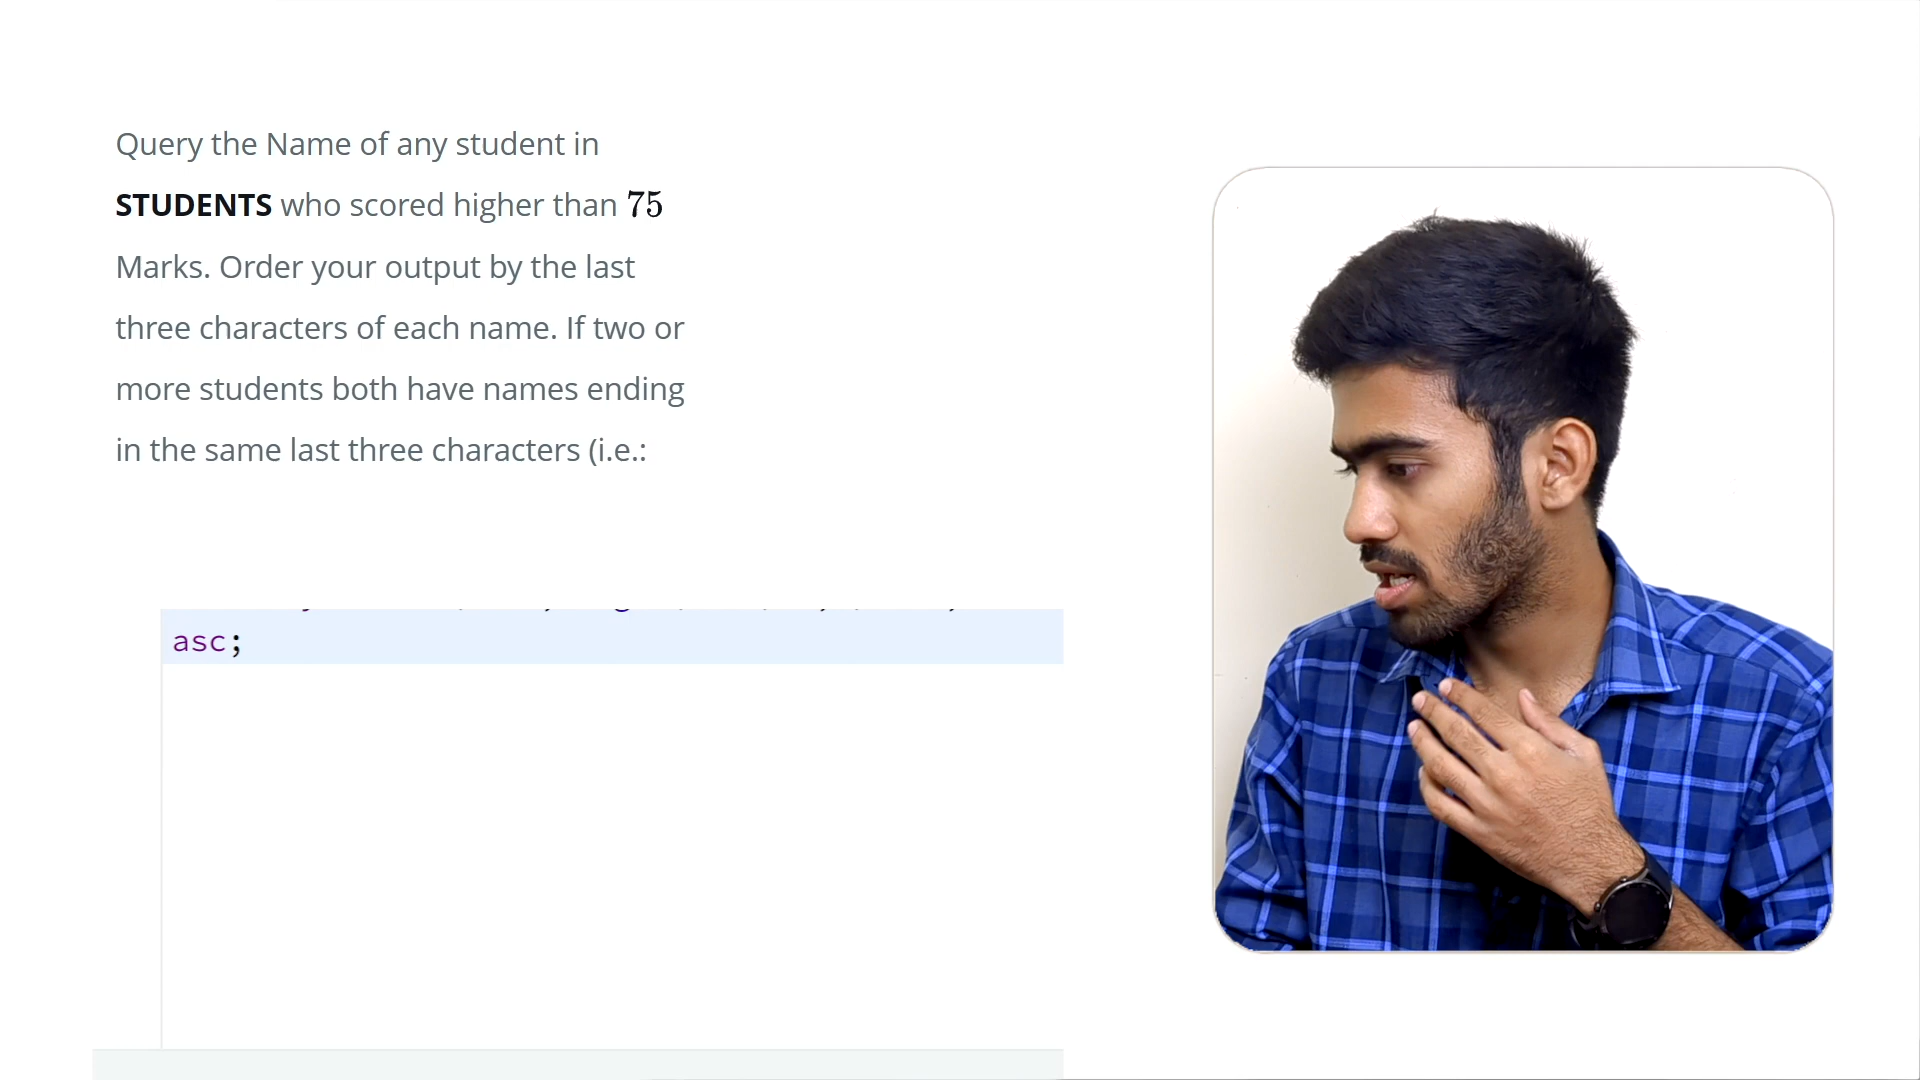 Query the Name of any student in
STUDENTS who scored higher than 75
Marks. Order your output by the last
three characters of each name. If two or
more students both have names ending
in the same last three characters (i.e.:
asc;